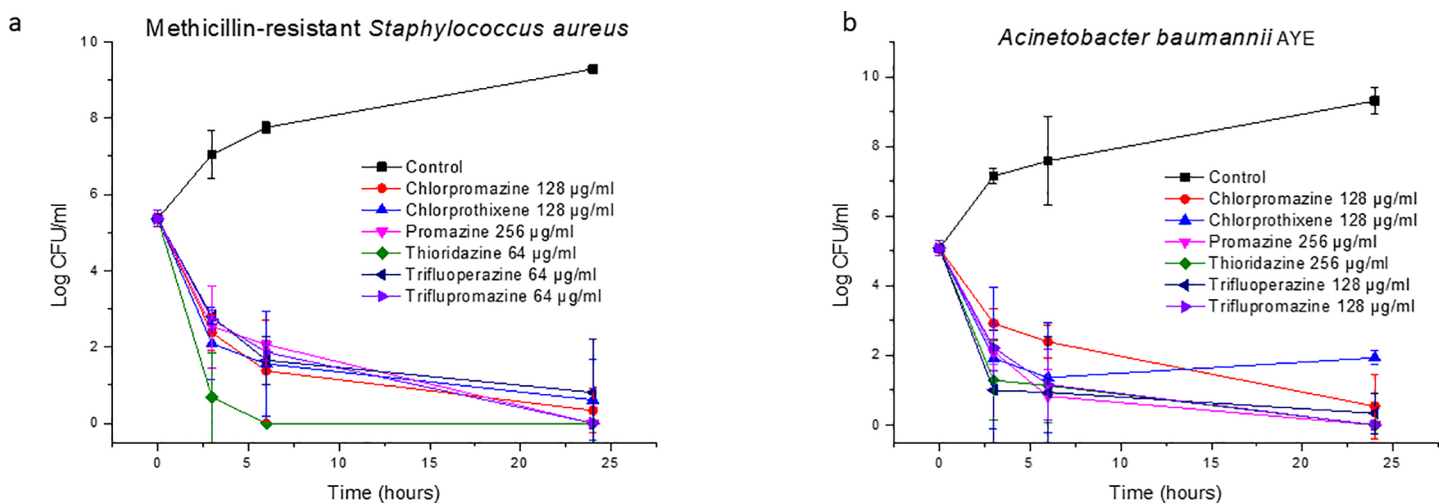 a
Methicillin-resistant Staphylococcus aureus
10
8
6
4
2
0
Log CFU/ml
Control
Chlorpromazine 128 µg/ml
Chlorprothixene 128 µg/ml
Promazine 256 µg/ml
Thioridazine 64 µg/ml
Trifluoperazine 64 µg/ml
Triflupromazine 64 µg/ml
0 5 10 15 20 25
Time (hours)
b
Acinetobacter baumannii AYE
10
8
6
4
2
0
Log CFU/ml
Control
Chlorpromazine 128 µg/ml
Chlorprothixene 128 µg/ml
Promazine 256 µg/ml
Thioridazine 256 µg/ml
Trifluoperazine 128 µg/ml
Triflupromazine 128 µg/ml
0 5 10 15 20 25
Time (hours)